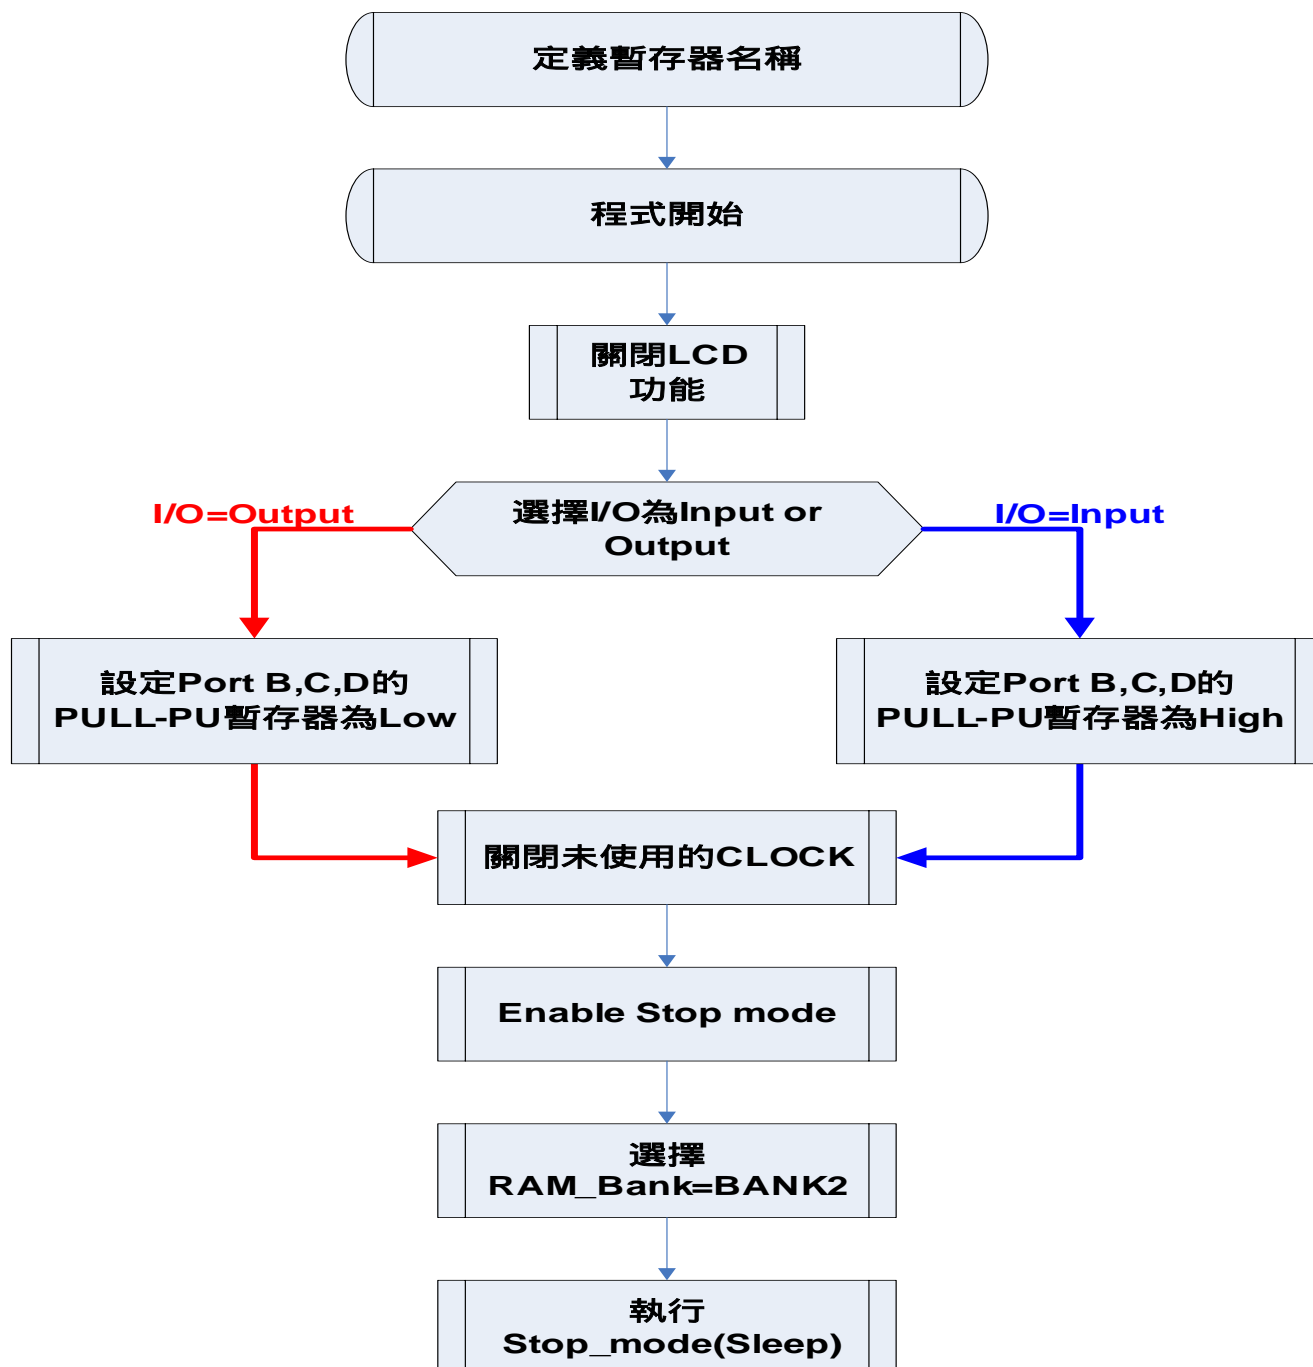 定義暫存器名稱
程式開始
關閉LCD
功能
選擇I/O為Input or
Output
I/O=Output
I/O=Input
設定Port B,C,D的
PULL-PU暫存器為Low
設定Port B,C,D的
PULL-PU暫存器為High
關閉未使用的CLOCK
Enable Stop mode
選擇
RAM_Bank=BANK2
執行
Stop_mode(Sleep)